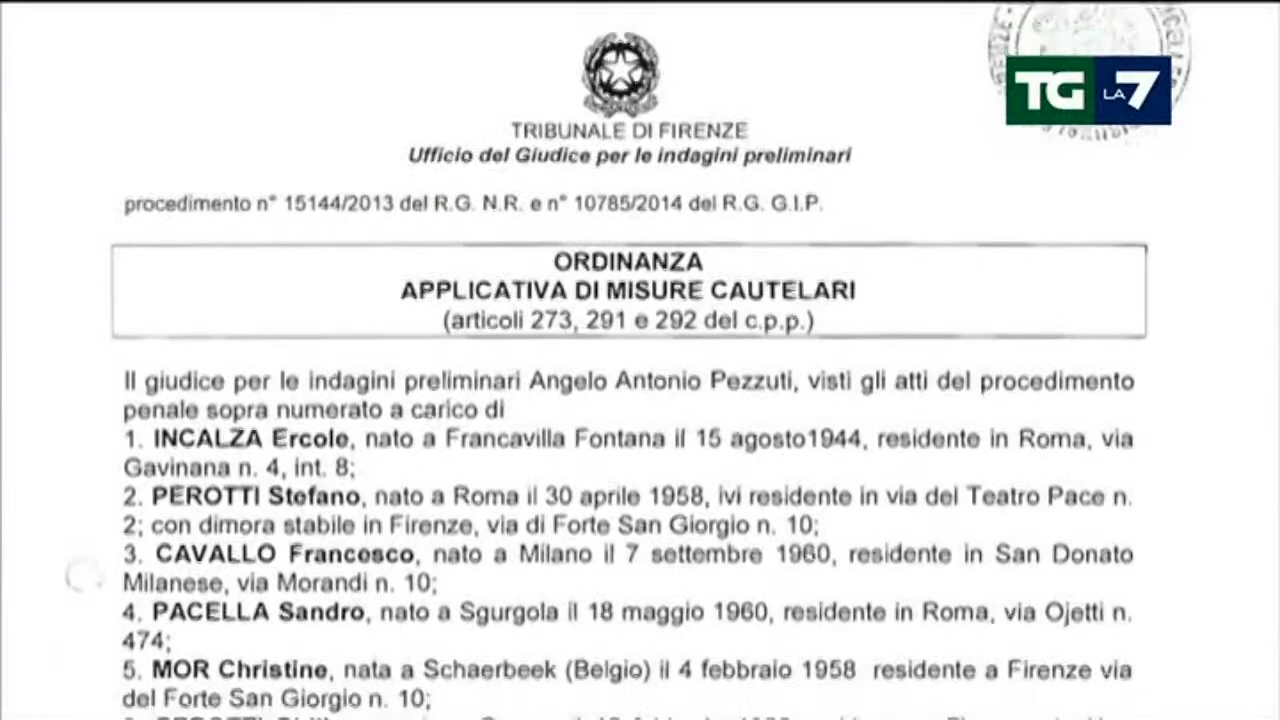 TG LA 7
TRIBUNALE DI FIRENZE
Ufficio del Giudice per le indagini preliminari
procedimento n° 15144/2013 del R.G. N.R. e n° 10785/2014 del R.G. G.I.P.
ORDINANZA
APPLICATIVA DI MISURE CAUTELARI
(articoli 273, 291 e 292 del c.p.p.)
Il giudice per le indagini preliminari Angelo Antonio Pezzuti, visti gli atti del procedimento
penale sopra numerato a carico di
1. INCALZA Ercole, nato a Francavilla Fontana il 15 agosto1944, residente in Roma, via
Gavinana n. 4, int. 8;
2. PEROTTI Stefano, nato a Roma il 30 aprile 1958, ivi residente in via del Teatro Pace n.
2; con dimora stabile in Firenze, via di Forte San Giorgio n. 10;
3. CAVALLO Francesco, nato a Milano il 7 settembre 1960, residente in San Donato
Milanese, via Morandi n. 10;
4. PACELLA Sandro, nato a Sgurgola il 18 maggio 1960, residente in Roma, via Ojetti n.
474;
5. MOR Christine, nata a Schaerbeek (Belgio) il 4 febbraio 1958 residente a Firenze via
del Forte San Giorgio n. 10;